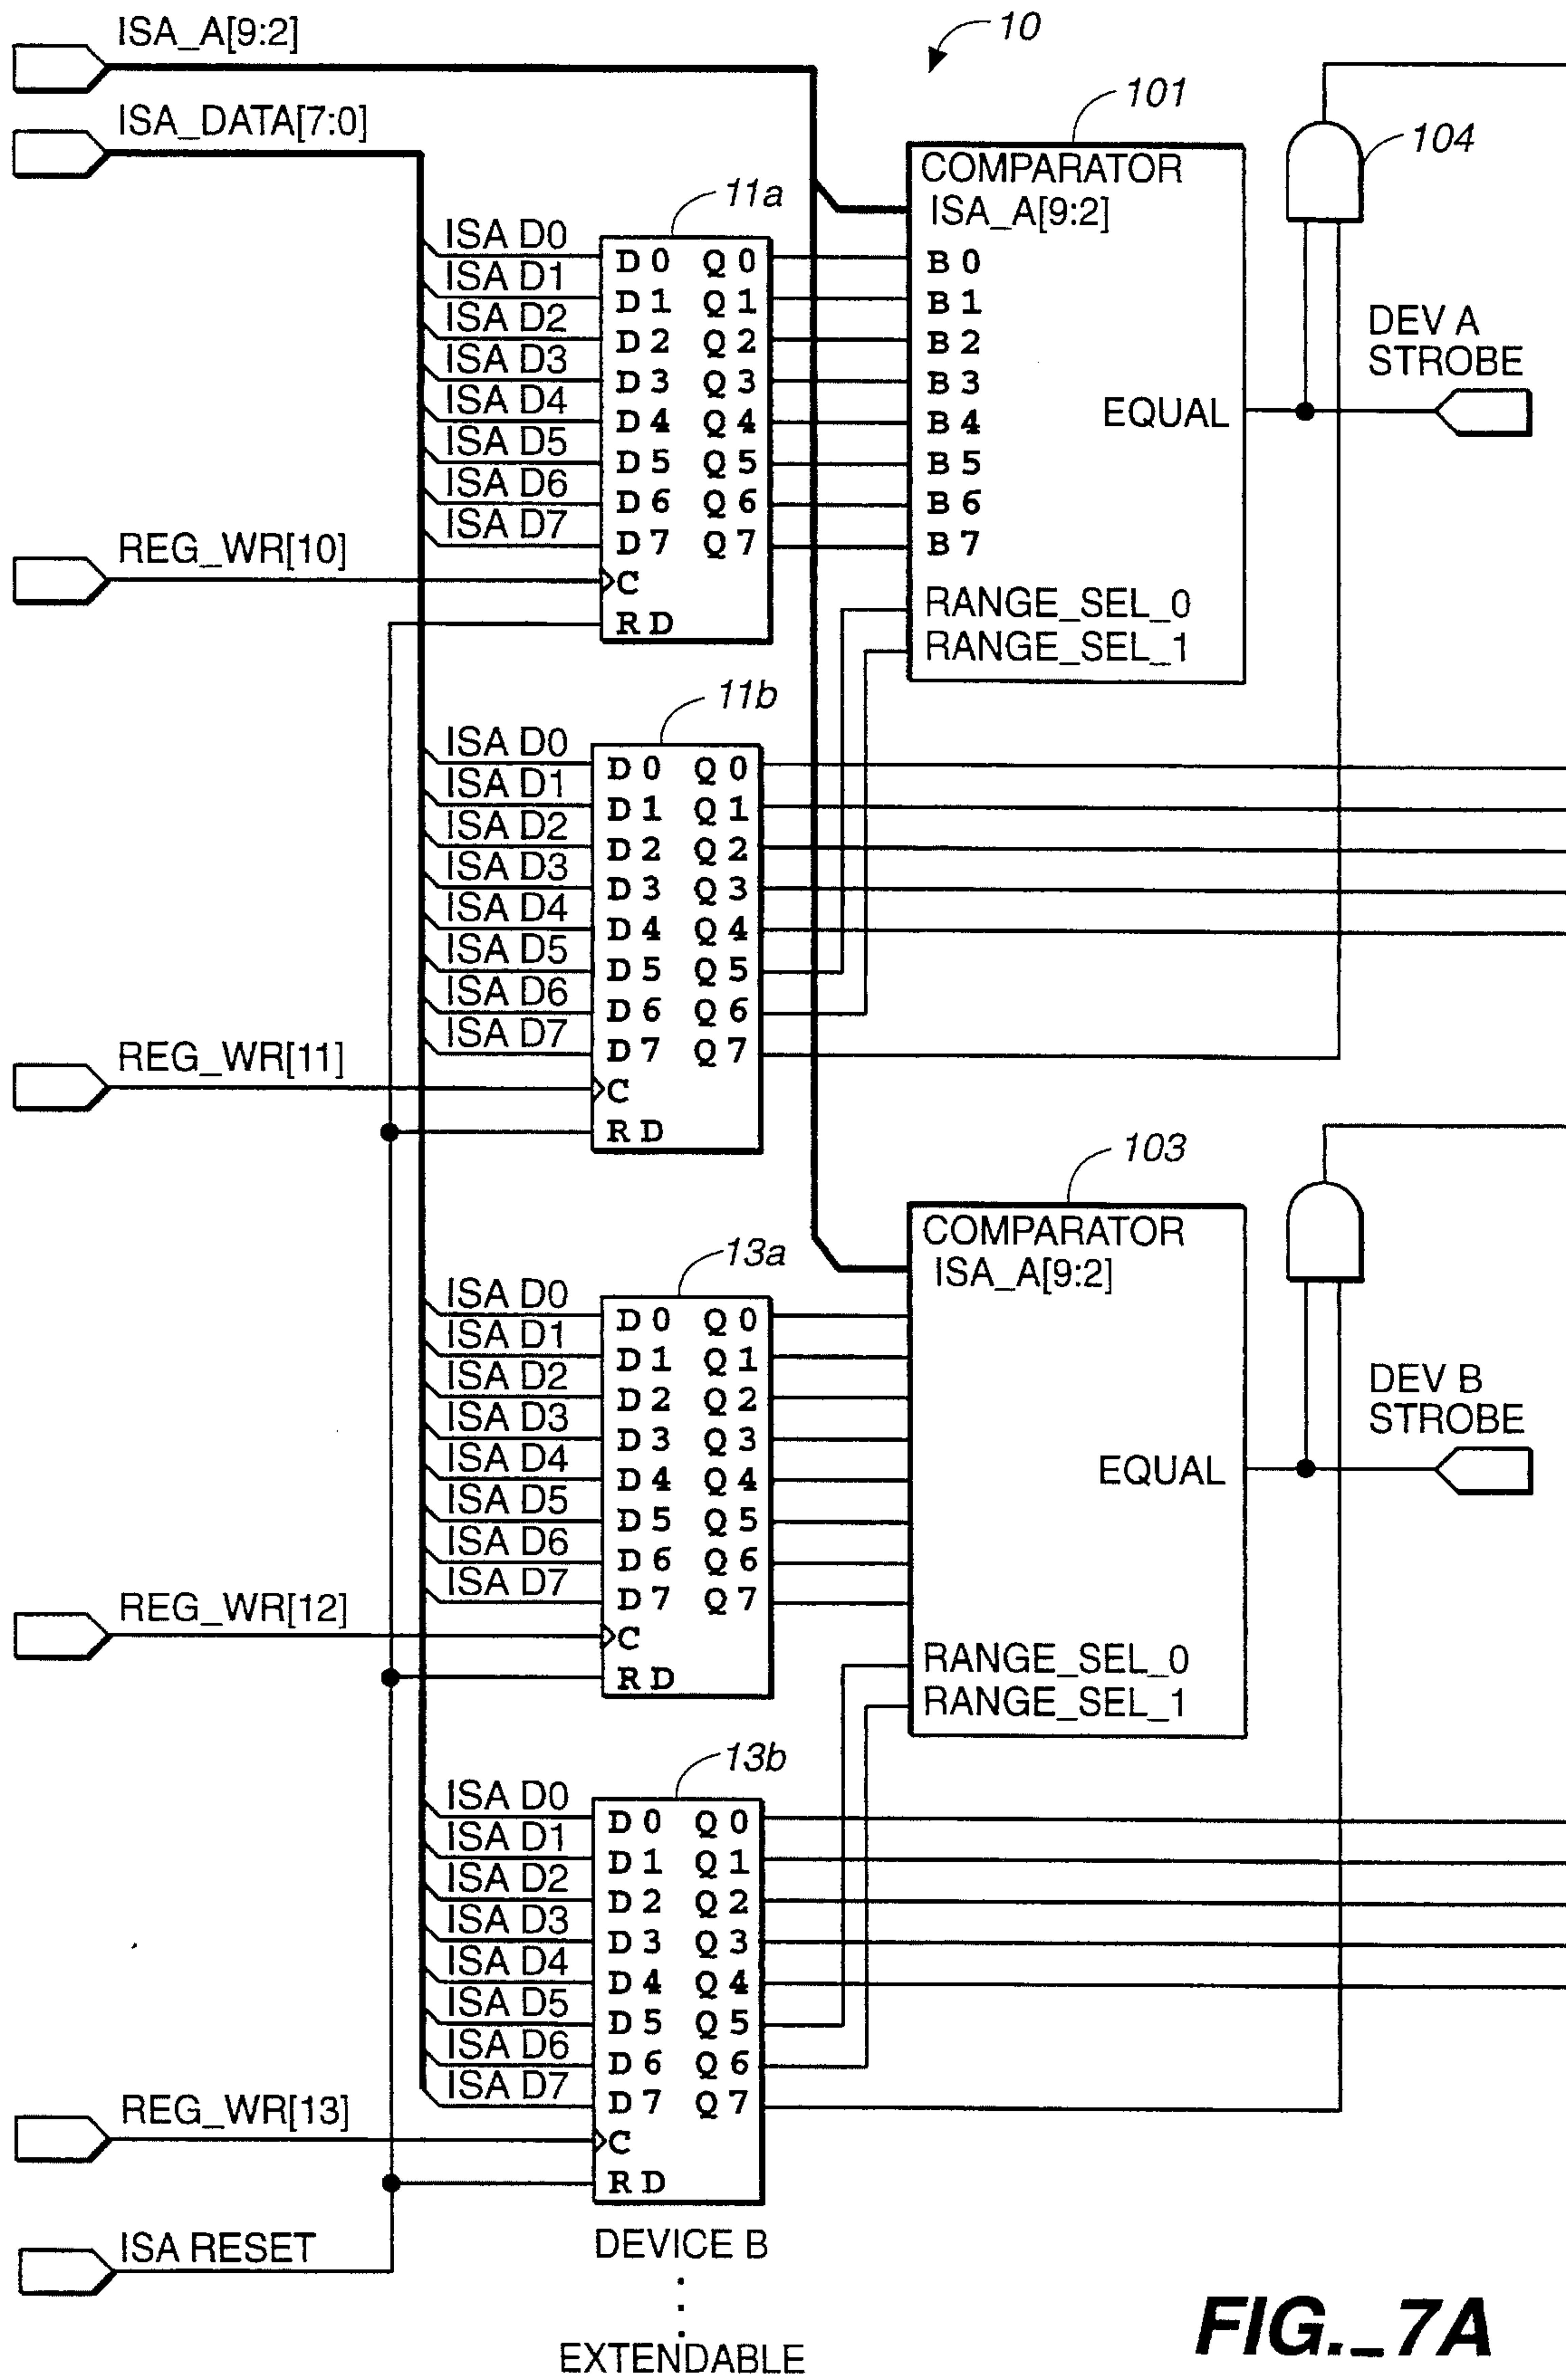 ISA_A[9:2]
10
ISA_DATA[7:0]
101
104
COMPARATOR
ISA_A[9:2]
11a
ISA D0 D0 Q0 B0
ISA D1 D1 Q1 B1
ISA D2 D2 Q2 B2
ISA D3 D3 Q3 B3
ISA D4 D4 Q4 B4
ISA D5 D5 Q5 B5
ISA D6 D6 Q6 B6
ISA D7 D7 Q7 B7
EQUAL
DEV A
STROBE
REG_WR[10]
C
RD
RANGE_SEL_0
RANGE_SEL_1
11b
ISA D0 D0 Q0
ISA D1 D1 Q1
ISA D2 D2 Q2
ISA D3 D3 Q3
ISA D4 D4 Q4
ISA D5 D5 Q5
ISA D6 D6 Q6
ISA D7 D7 Q7
REG_WR[11]
C
RD
103
COMPARATOR
ISA_A[9:2]
13a
ISA D0 D0 Q0
ISA D1 D1 Q1
ISA D2 D2 Q2
ISA D3 D3 Q3
ISA D4 D4 Q4
ISA D5 D5 Q5
ISA D6 D6 Q6
ISA D7 D7 Q7
EQUAL
DEV B
STROBE
REG_WR[12]
C
RD
RANGE_SEL_0
RANGE_SEL_1
13b
ISA D0 D0 Q0
ISA D1 D1 Q1
ISA D2 D2 Q2
ISA D3 D3 Q3
ISA D4 D4 Q4
ISA D5 D5 Q5
ISA D6 D6 Q6
ISA D7 D7 Q7
REG_WR[13]
C
RD
ISA RESET
DEVICE B
.
.
.
EXTENDABLE
FIG._7A